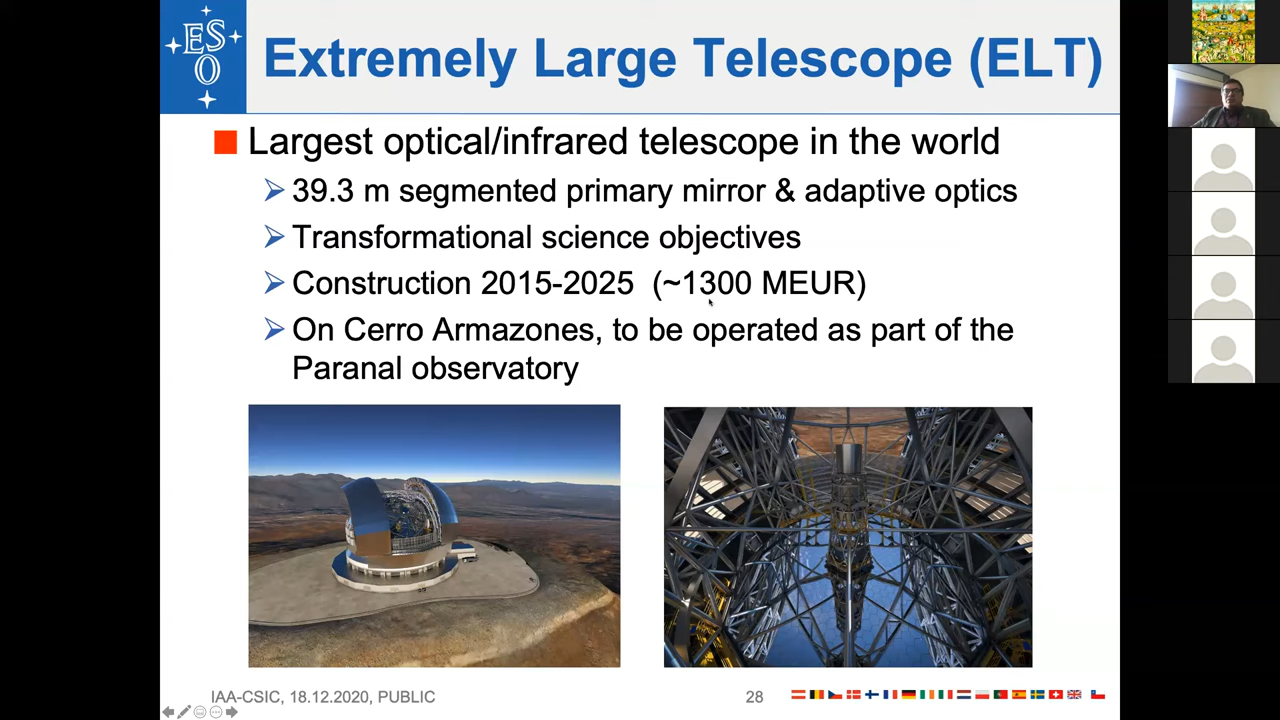 ES
O
Extremely Large Telescope (ELT)
Largest optical/infrared telescope in the world
39.3 m segmented primary mirror & adaptive optics
Transformational science objectives
Construction 2015-2025 (~1300 MEUR)
On Cerro Armazones, to be operated as part of the
Paranal observatory
IAA-CSIC, 18.12.2020, PUBLIC
28